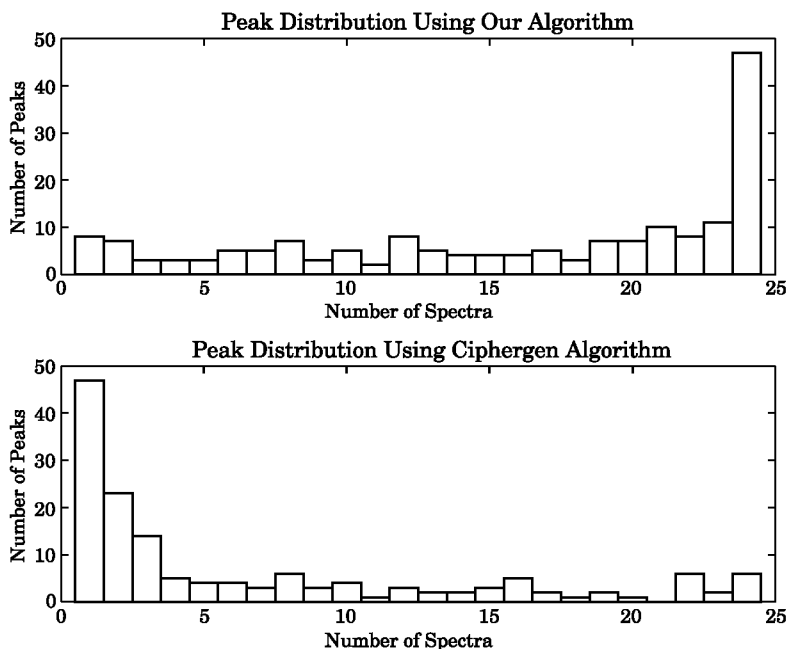 Peak Distribution Using Our Algorithm
50
40
30
20
10
0
Number of Peaks
0 5 10 15 20 25
Number of Spectra
Peak Distribution Using Ciphergen Algorithm
50
40
30
20
10
0
Number of Peaks
0 5 10 15 20 25
Number of Spectra